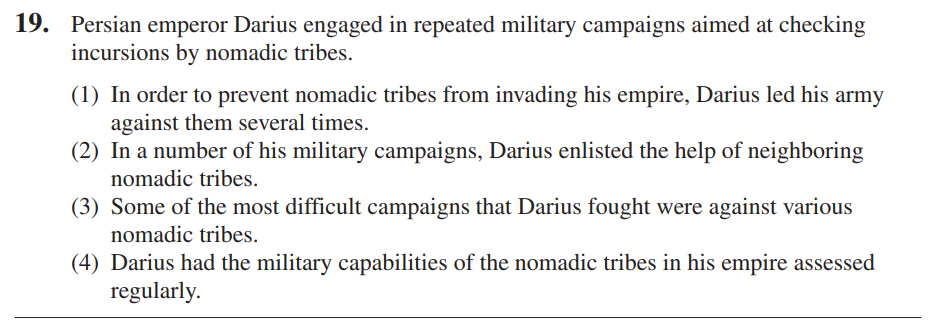 19. Persian emperor Darius engaged in repeated military campaigns aimed at checking
incursions by nomadic tribes.
(1) In order to prevent nomadic tribes from invading his empire, Darius led his army
against them several times.
(2) In a number of his military campaigns, Darius enlisted the help of neighboring
nomadic tribes.
(3) Some of the most difficult campaigns that Darius fought were against various
nomadic tribes.
(4) Darius had the military capabilities of the nomadic tribes in his empire assessed
regularly.